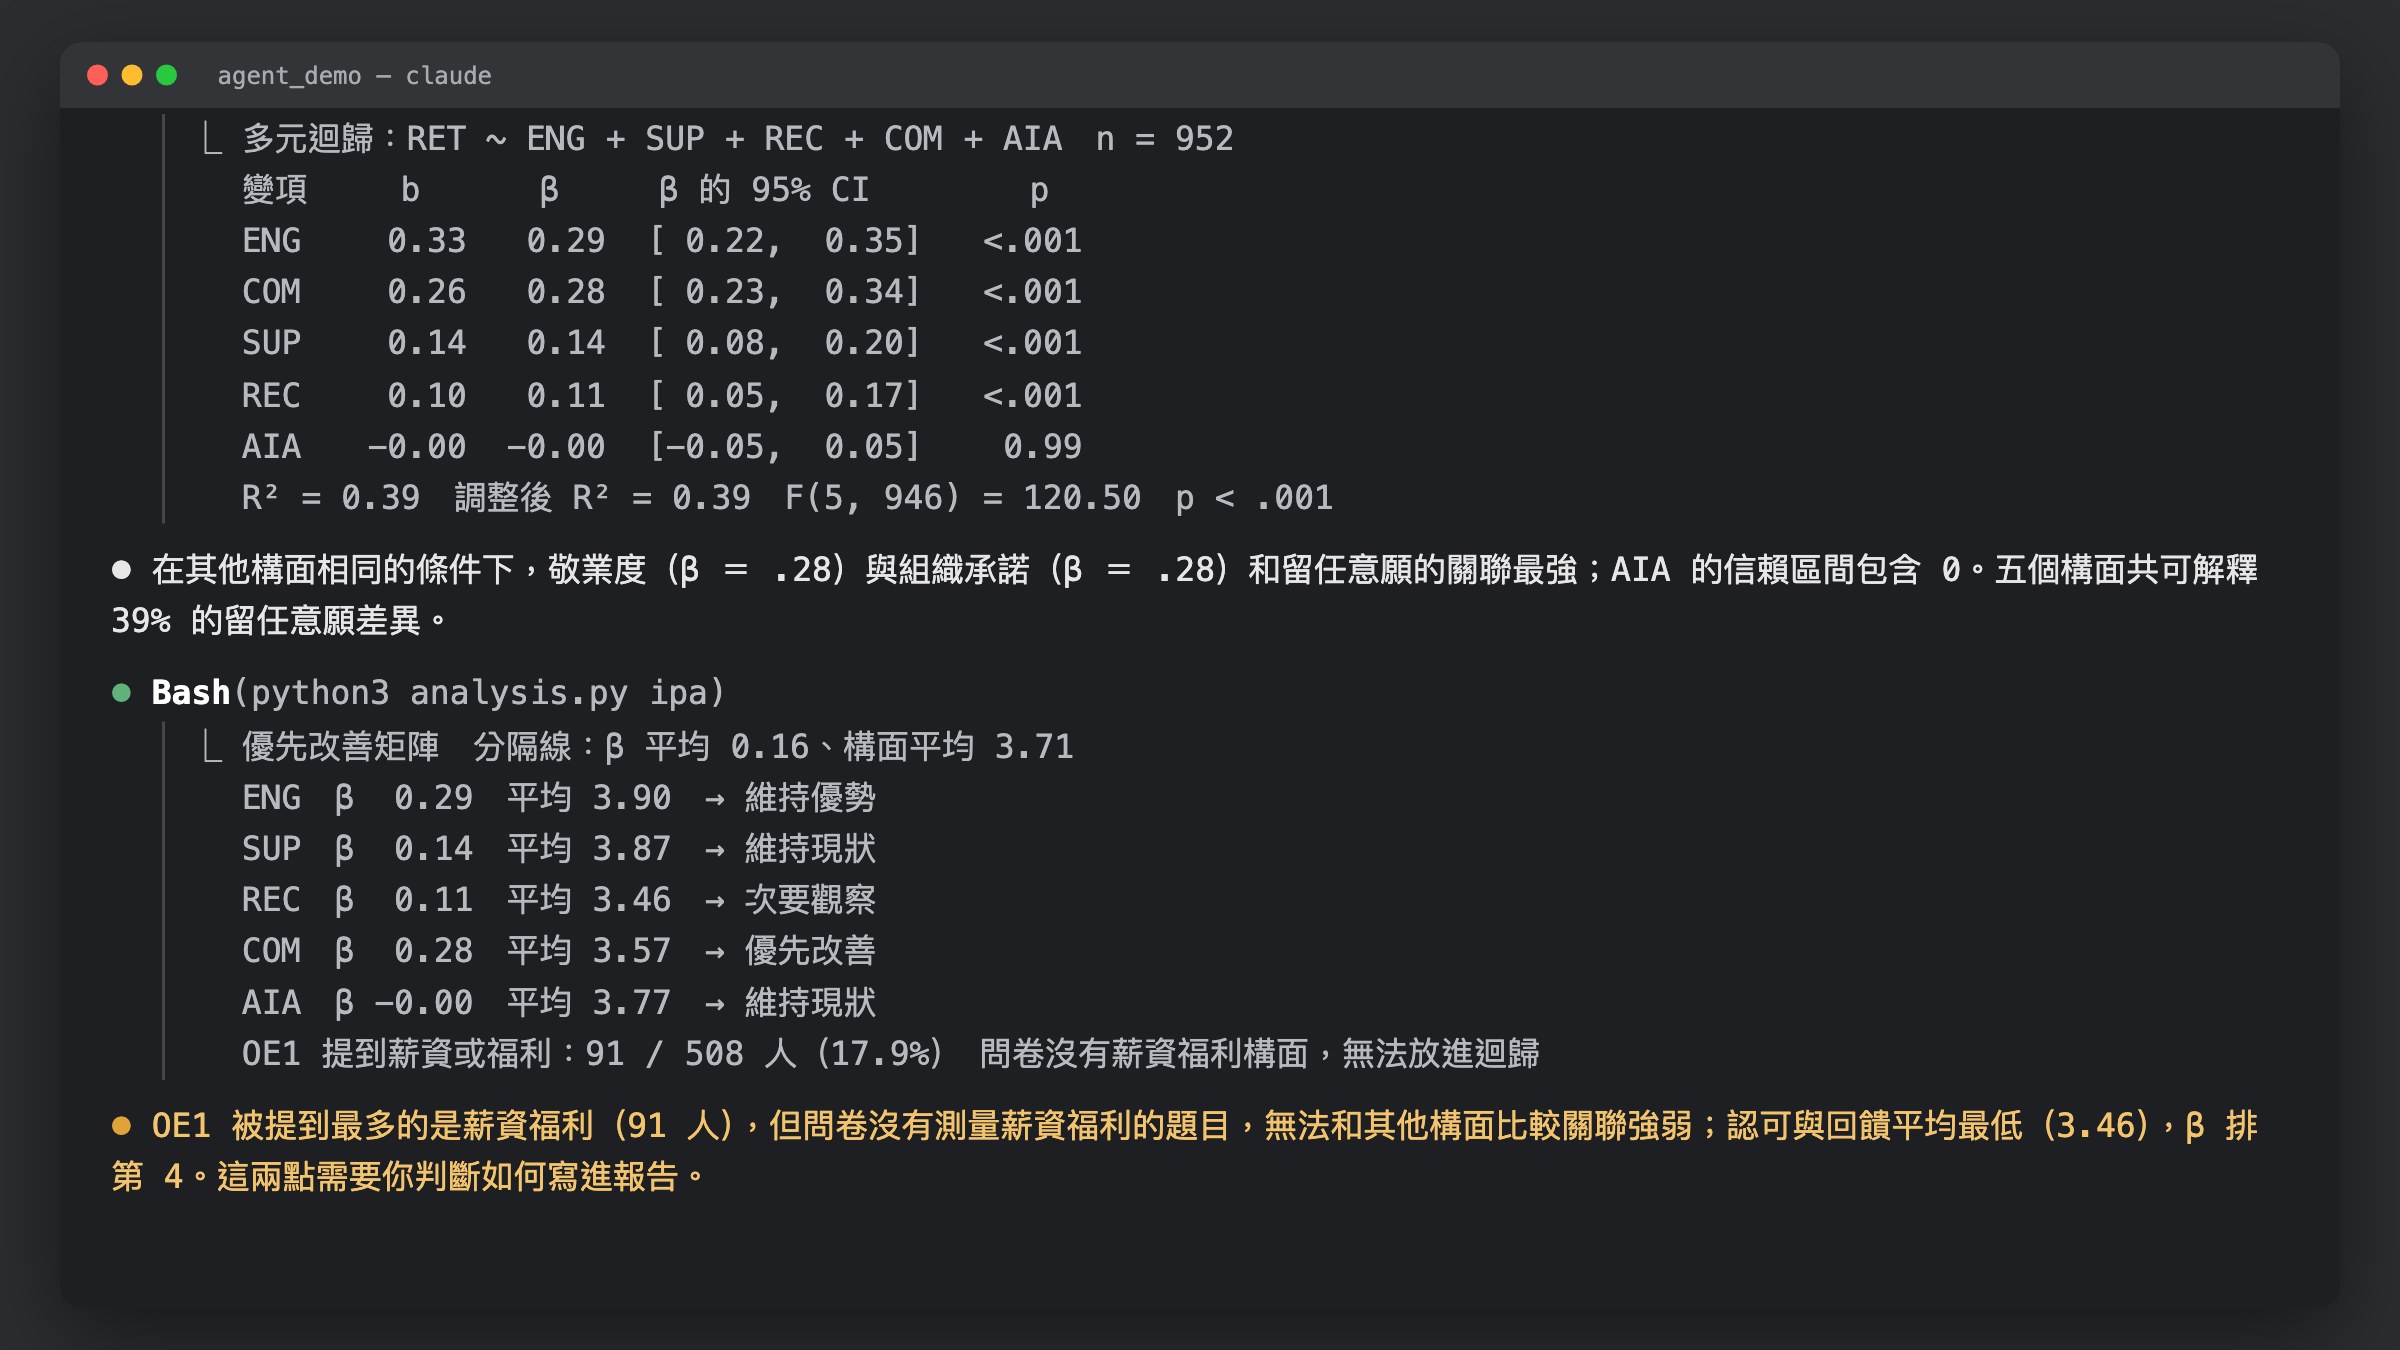 agent_demo — claude
⎿ 多元迴歸：RET ~ ENG + SUP + REC + COM + AIA n = 952
變項 b β β 的 95% CI p
ENG 0.33 0.29 [ 0.22, 0.35] <.001
COM 0.26 0.28 [ 0.23, 0.34] <.001
SUP 0.14 0.14 [ 0.08, 0.20] <.001
REC 0.10 0.11 [ 0.05, 0.17] <.001
AIA −0.00 −0.00 [−0.05, 0.05] 0.99
R² = 0.39 調整後 R² = 0.39 F(5, 946) = 120.50 p < .001
● 在其他構面相同的條件下，敬業度（β ＝ .28）與組織承諾（β ＝ .28）和留任意願的關聯最強；AIA 的信賴區間包含 0。五個構面共可解釋
39% 的留任意願差異。
● Bash(python3 analysis.py ipa)
⎿ 優先改善矩陣 分隔線：β 平均 0.16、構面平均 3.71
ENG β 0.29 平均 3.90 → 維持優勢
SUP β 0.14 平均 3.87 → 維持現狀
REC β 0.11 平均 3.46 → 次要觀察
COM β 0.28 平均 3.57 → 優先改善
AIA β −0.00 平均 3.77 → 維持現狀
OE1 提到薪資或福利：91 / 508 人（17.9%） 問卷沒有薪資福利構面，無法放進迴歸
● OE1 被提到最多的是薪資福利（91 人），但問卷沒有測量薪資福利的題目，無法和其他構面比較關聯強弱；認可與回饋平均最低（3.46），β 排
第 4。這兩點需要你判斷如何寫進報告。